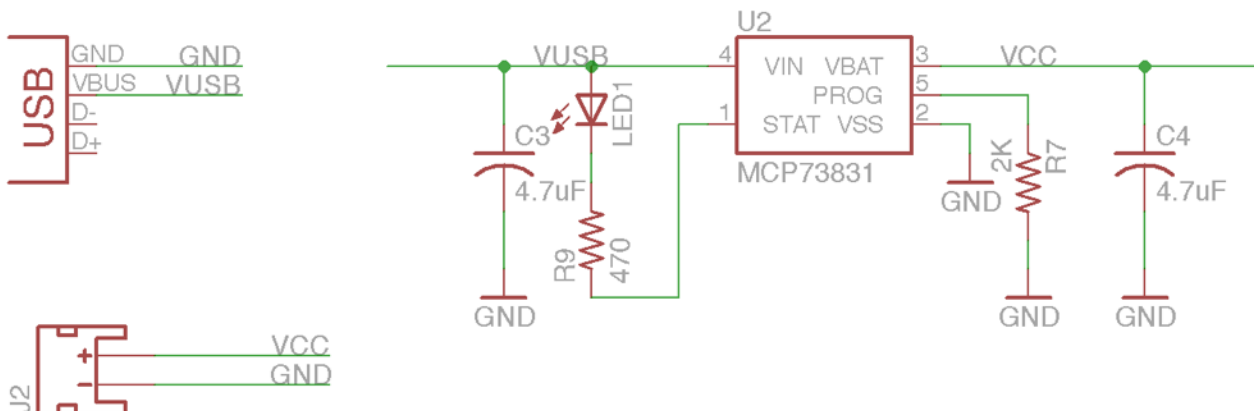 USB
GND
GND
VBUS
VUSB
D-
D+
VUSB
U2
4
VIN
VBAT
3
VCC
PROG
5
1
STAT
VSS
2
MCP73831
C3
4.7uF
GND
LED1
R9
470
GND
2K
R7
GND
C4
4.7uF
GND
J2
+
VCC
-
GND